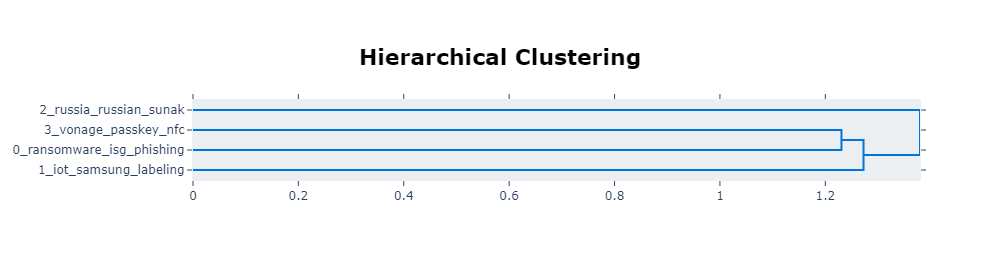 Hierarchical Clustering
2_russia_russian_sunak
3_vonage_passkey_nfc
0_ransomware_isg_phishing
1_iot_samsung_labeling
0 0.2 0.4 0.6 0.8 1 1.2